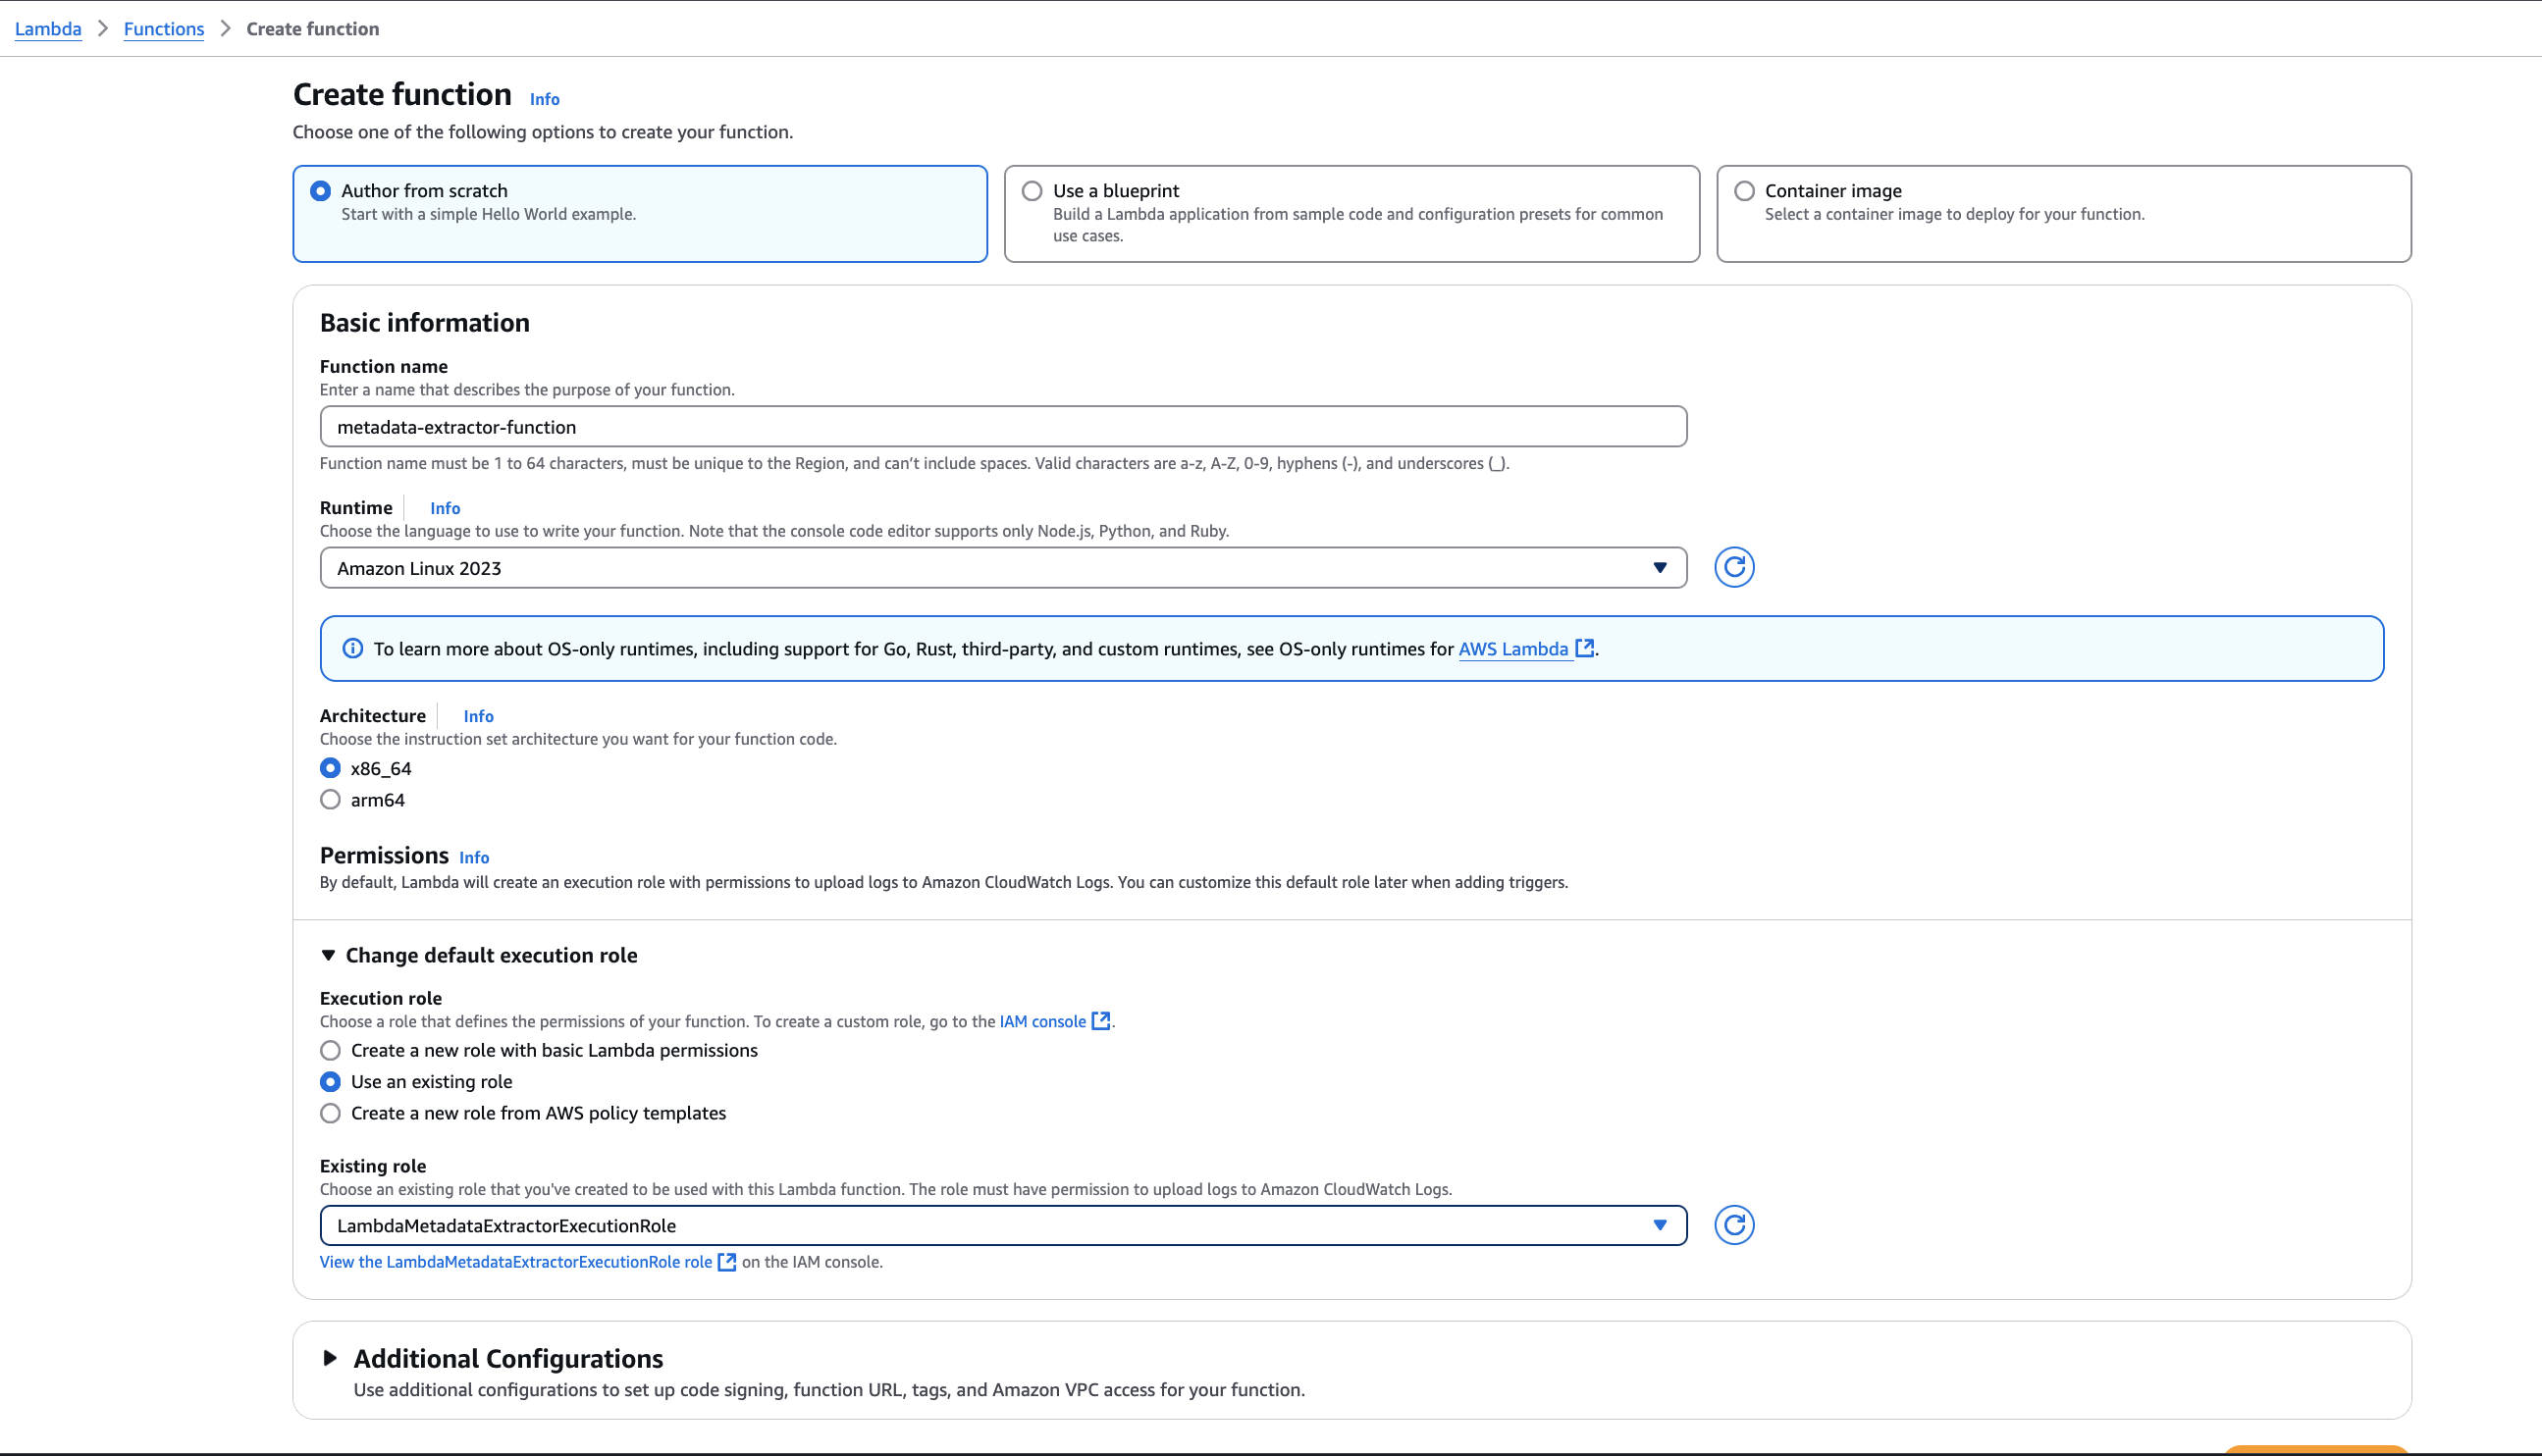 Lambda > Functions > Create function
Create function Info
Choose one of the following options to create your function.
Author from scratch
Start with a simple Hello World example.
Use a blueprint
Build a Lambda application from sample code and configuration presets for common
use cases.
Container image
Select a container image to deploy for your function.
Basic information
Function name
Enter a name that describes the purpose of your function.
metadata-extractor-function
Function name must be 1 to 64 characters, must be unique to the Region, and can’t include spaces. Valid characters are a-z, A-Z, 0-9, hyphens (-), and underscores (_).
Runtime Info
Choose the language to use to write your function. Note that the console code editor supports only Node.js, Python, and Ruby.
Amazon Linux 2023
To learn more about OS-only runtimes, including support for Go, Rust, third-party, and custom runtimes, see OS-only runtimes for AWS Lambda.
Architecture Info
Choose the instruction set architecture you want for your function code.
x86_64
arm64
Permissions Info
By default, Lambda will create an execution role with permissions to upload logs to Amazon CloudWatch Logs. You can customize this default role later when adding triggers.
Change default execution role
Execution role
Choose a role that defines the permissions of your function. To create a custom role, go to the IAM console.
Create a new role with basic Lambda permissions
Use an existing role
Create a new role from AWS policy templates
Existing role
Choose an existing role that you've created to be used with this Lambda function. The role must have permission to upload logs to Amazon CloudWatch Logs.
LambdaMetadataExtractorExecutionRole
View the LambdaMetadataExtractorExecutionRole role on the IAM console.
Additional Configurations
Use additional configurations to set up code signing, function URL, tags, and Amazon VPC access for your function.